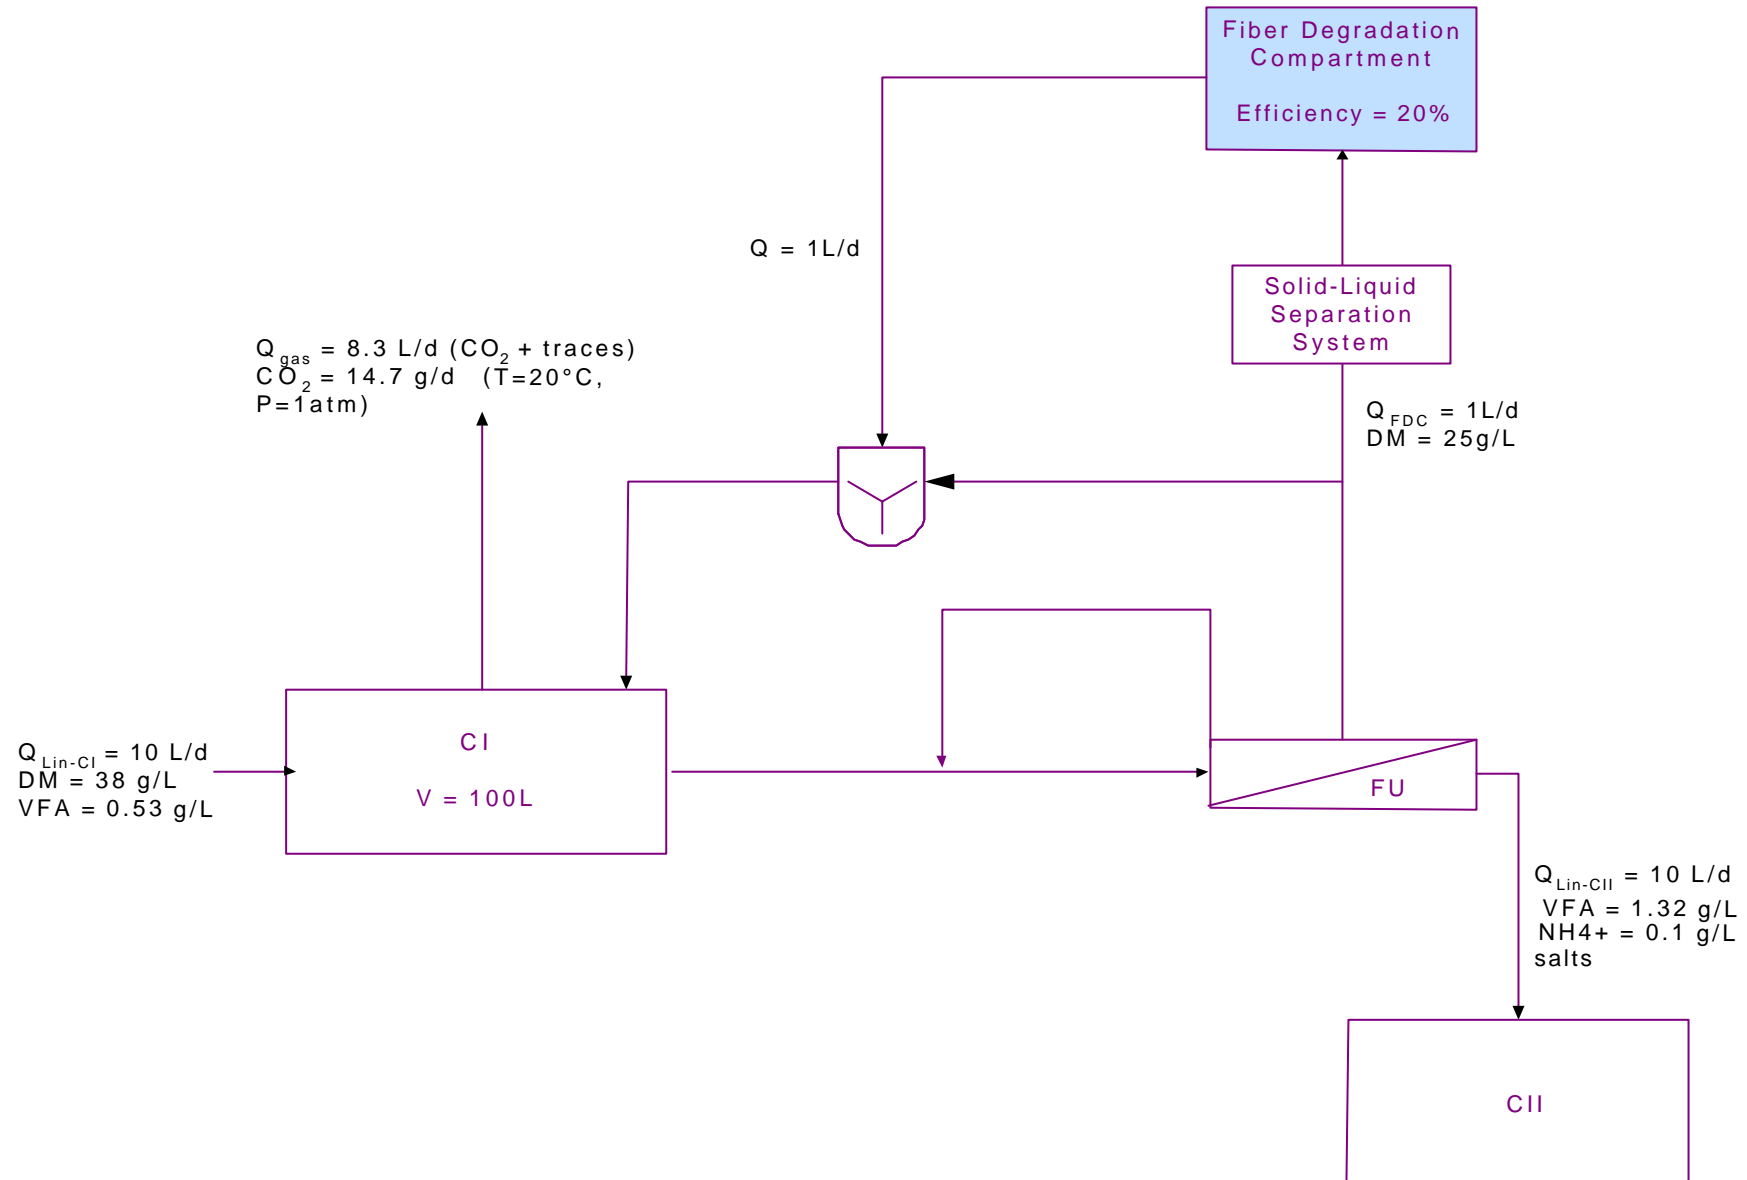 Fiber Degradation
Compartment
Efficiency = 20%
Q = 1L/d
Solid-Liquid
Separation
System
Q gas = 8.3 L/d (CO2 + traces)
CO2 = 14.7 g/d (T=20°C,
P=1atm)
Q FDC = 1L/d
DM = 25g/L
CI
V = 100L
Q Lin-CI = 10 L/d
DM = 38 g/L
VFA = 0.53 g/L
FU
Q Lin-CII = 10 L/d
VFA = 1.32 g/L
NH4+ = 0.1 g/L
salts
CII